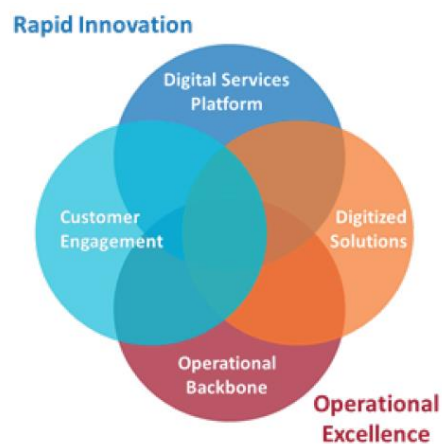 Rapid Innovation
Digital Services
Platform
Customer
Engagement
Digitized
Solutions
Operational
Backbone
Operational
Excellence